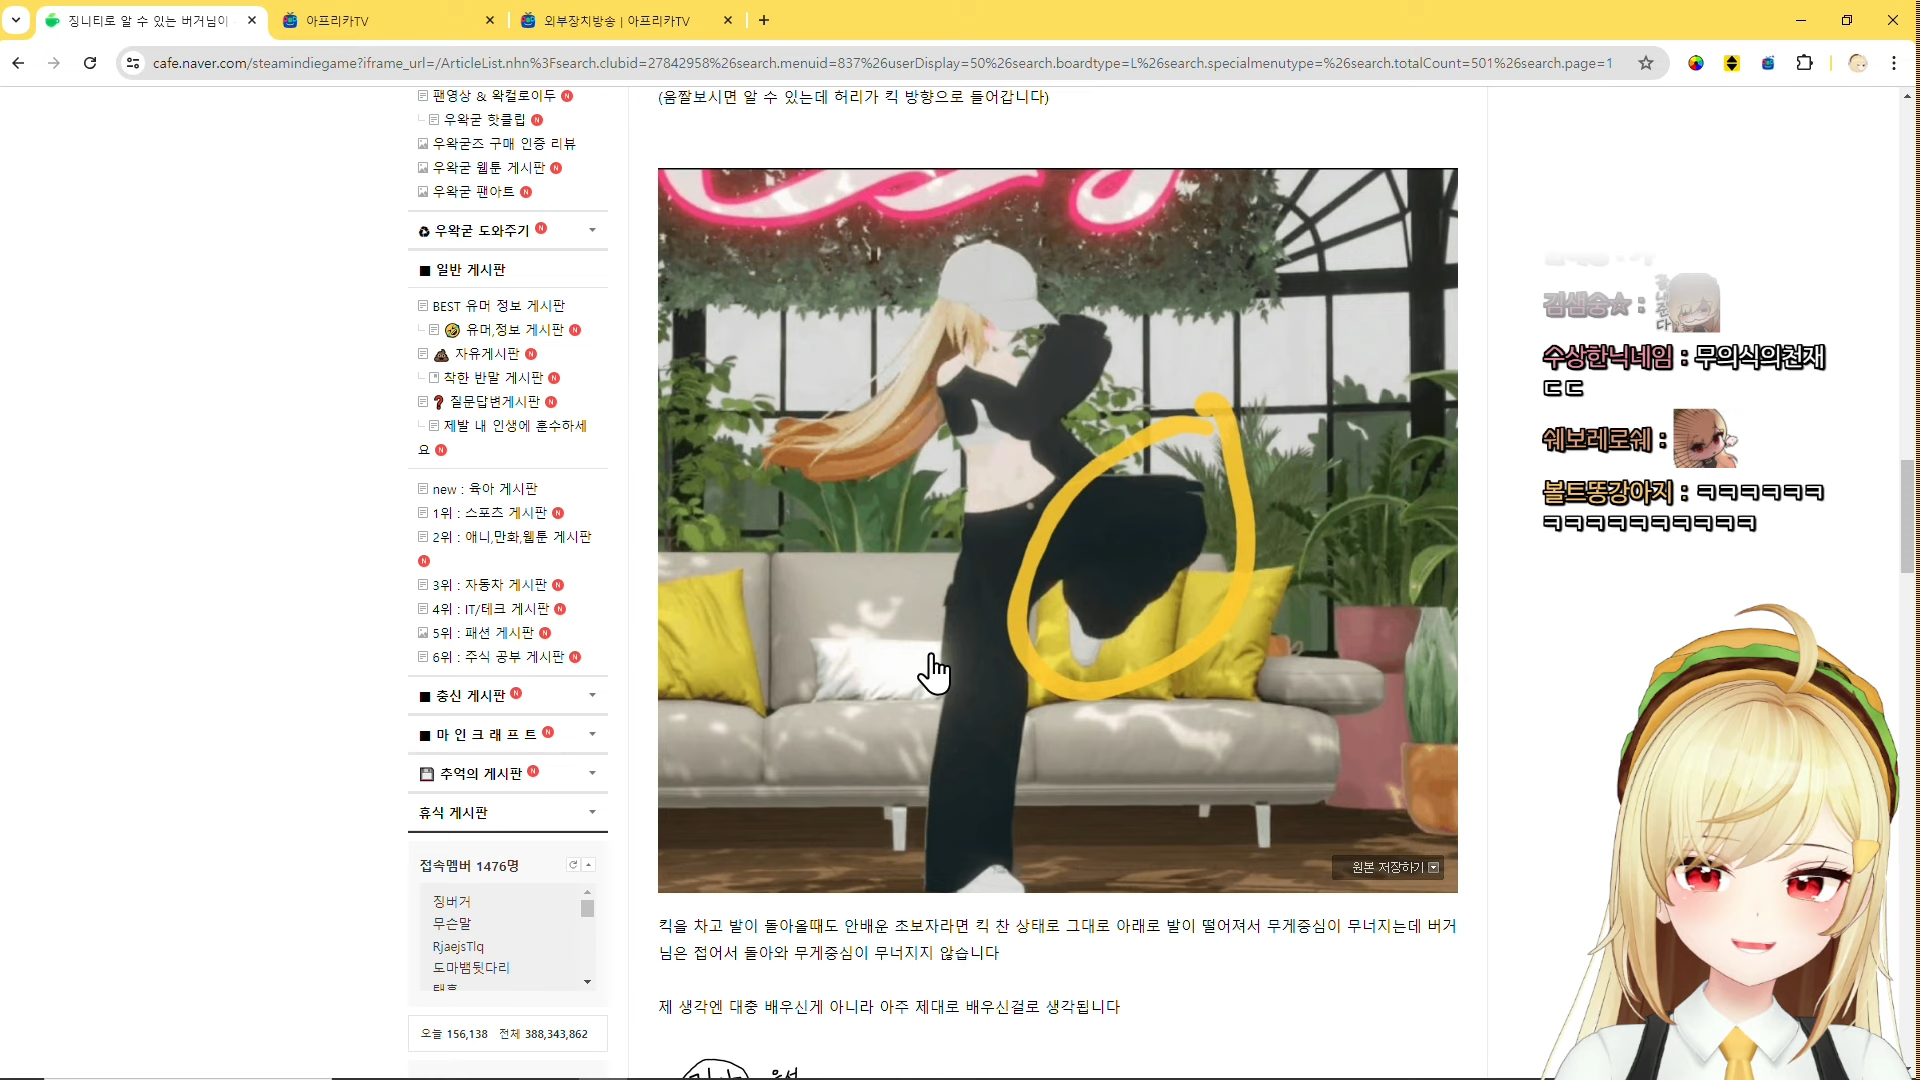 징니티로 알 수 있는 버거님이
아프리카TV
외부장치방송 | 아프리카TV
cafe.naver.com/steamindiegame?iframe_url=/ArticleList.nhn%3Fsearch.clubid=27842958%26search.menuid=837%26userDisplay=50%26search.boardtype=L%26search.specialmenutype=%26search.totalCount=501%26search.page=1
팬영상 & 왁컬로이두 N
우왁굳 핫클립 N
우왁굳즈 구매 인증 리뷰
우왁굳 웹툰 게시판 N
우왁굳 팬아트 N
우왁굳 도와주기 N
■ 일반 게시판
BEST 유머 정보 게시판
유머,정보 게시판 N
자유게시판 N
착한 반말 게시판 N
질문답변게시판 N
제발 내 인생에 훈수하세
요 N
new : 육아 게시판
1위 : 스포츠 게시판 N
2위 : 애니,만화,웹툰 게시판
N
3위 : 자동차 게시판 N
4위 : IT/테크 게시판 N
5위 : 패션 게시판 N
6위 : 주식 공부 게시판 N
■ 충신 게시판 N
■ 마 인 크 래 프 트 N
추억의 게시판 N
휴식 게시판
접속멤버 1476명
징버거
무슨말
RjaejsTlq
도마뱀뒷다리
오늘 156,138 전체 388,343,862
(움짤보시면 알 수 있는데 허리가 킥 방향으로 들어갑니다)
원본 저장하기
킥을 차고 발이 돌아올때도 안배운 초보자라면 킥 찬 상태로 그대로 아래로 발이 떨어져서 무게중심이 무너지는데 버거
님은 접어서 돌아와 무게중심이 무너지지 않습니다
제 생각엔 대충 배우신게 아니라 아주 제대로 배우신걸로 생각됩니다
김샘숭☆ :
수상한닉네임 : 무의식의천재
ㄷㄷ
쉐보레로쉐 :
볼트똥강아지 : ㅋㅋㅋㅋㅋㅋ
ㅋㅋㅋㅋㅋㅋㅋㅋㅋㅋ